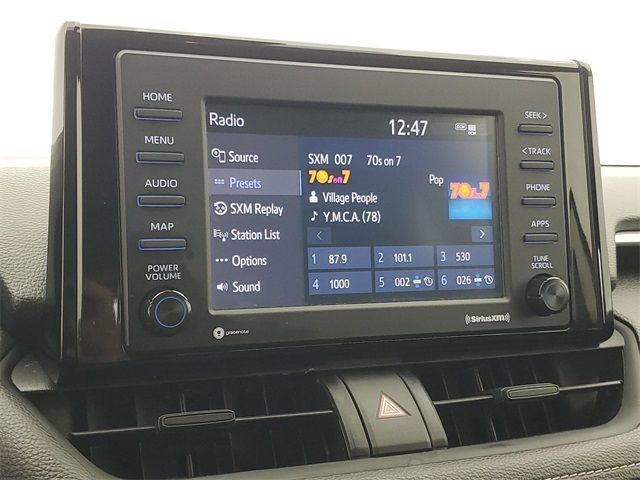 HOME
MENU
AUDIO
MAP
POWER
VOLUME
Radio
12:47
DCM
Source
Presets
SXM Replay
Station List
Options
Sound
SXM 007 70s on 7
70s on 7
Pop
70s on 7
Village People
Y.M.C.A. (78)
1 87.9
2 101.1
3 530
4 1000
5 002
6 026
SEEK >
< TRACK
PHONE
APPS
TUNE
SCROLL
g gracenote
SiriusXM